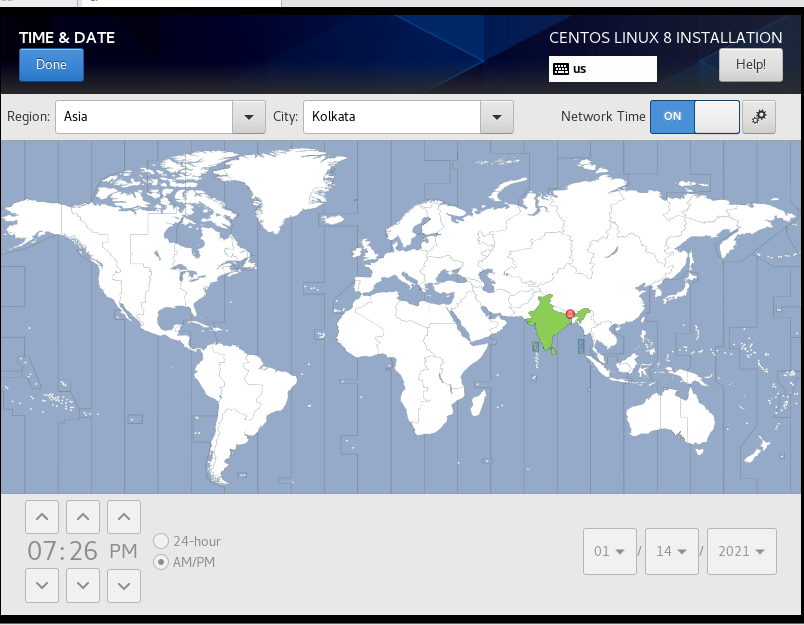 TIME & DATE
CENTOS LINUX 8 INSTALLATION
Done
us
Help!
Region: Asia City: Kolkata Network Time ON
07:26 PM
24-hour
AM/PM
01 / 14 / 2021